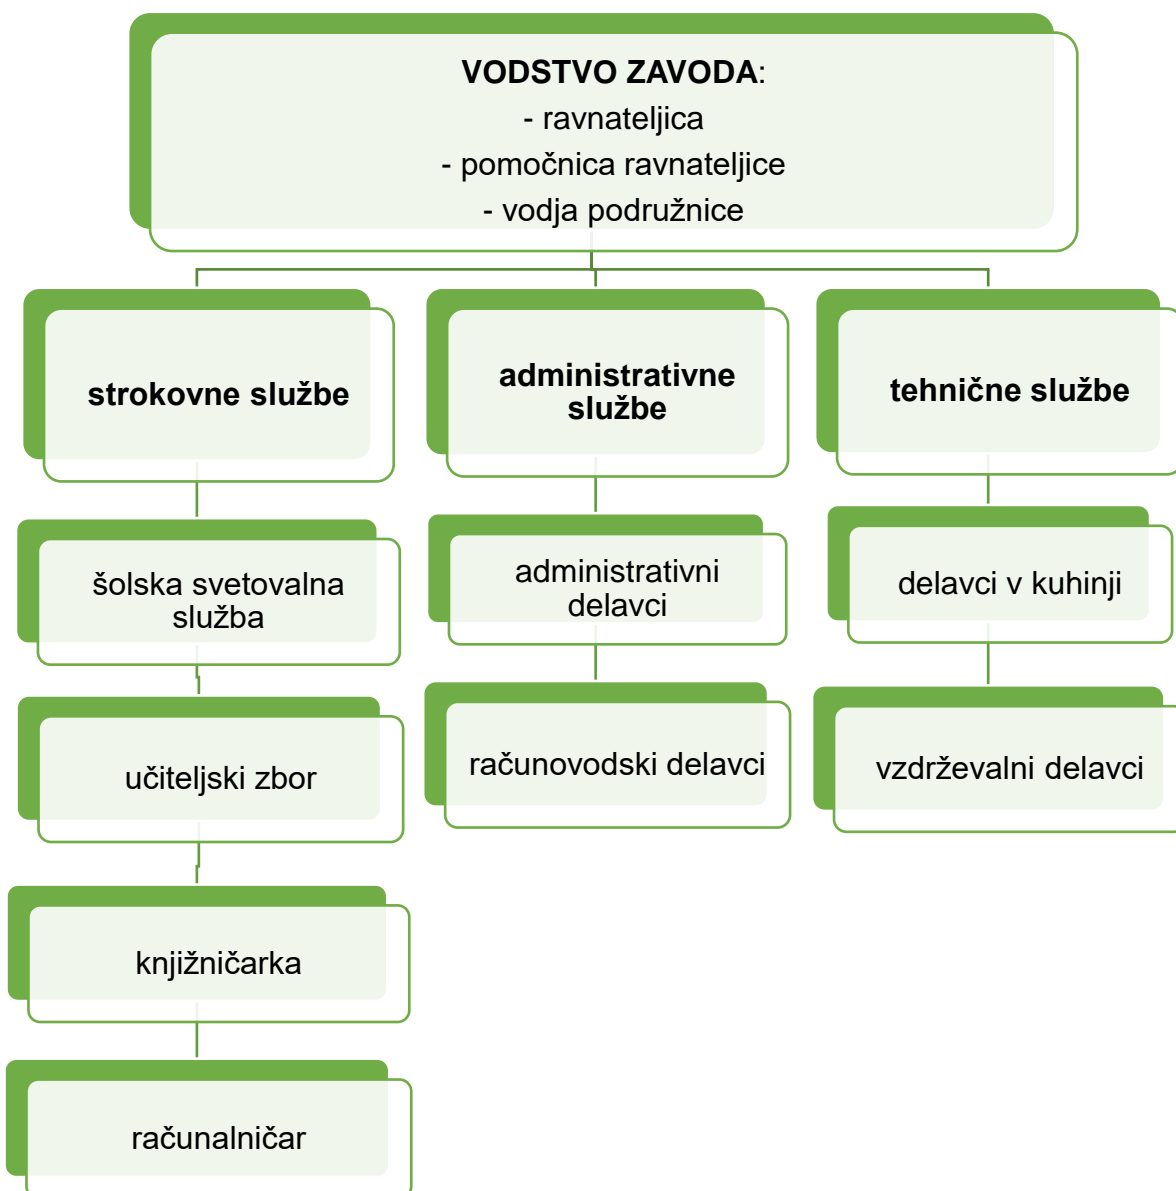 VODSTVO ZAVODA:
- ravnateljica
- pomočnica ravnateljice
- vodja podružnice
strokovne službe
administrativne
službe
tehnične službe
šolska svetovalna
služba
administrativni
delavci
delavci v kuhinji
učiteljski zbor
računovodski delavci
vzdrževalni delavci
knjižničarka
računalničar